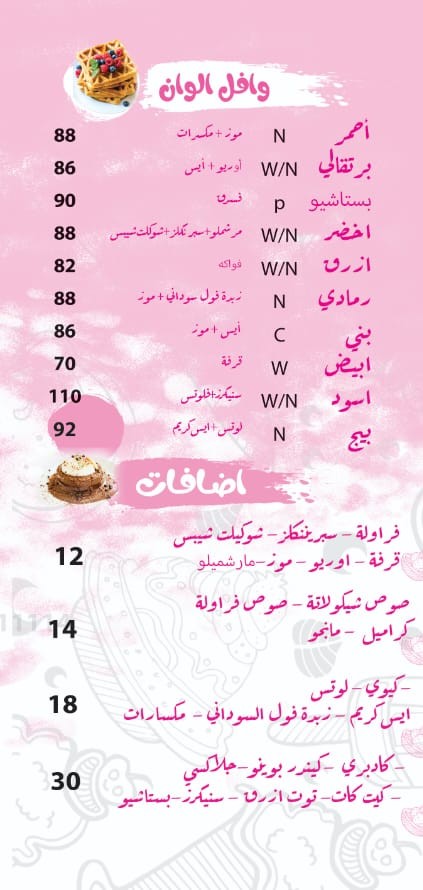 وافل الوان
أحمر N موز + مكسرات 88
برتقالي W/N أوريو + أيس 86
بستاشيو p فسدق 90
اخضر W/N مرشملو+سبرنكلز+شوكلت شيبس 88
ازرق W/N فواكه 82
رمادي N زبدة فول سوداني + موز 88
بني C أيس + موز 86
ابيض W قرفة 70
اسود W/N سنيكرز+فلوتس 110
بيج N لوتس + ايس كريم 92
اضافات
فراولة - سبرينكلز - شوكيلت شيبس
قرفة - اوريو - موز - مارشميلو 12
صوص شيكولاتة - صوص فراولة
كراميل - مانجو 14
- كيوي - لوتس
ايس كريم - زبدة فول السوداني - مكسارات 18
- كادبري - كيندر بوينو - جلاكسي
- كيت كات - توت ازرق - سنيكرز - بستاشيو 30